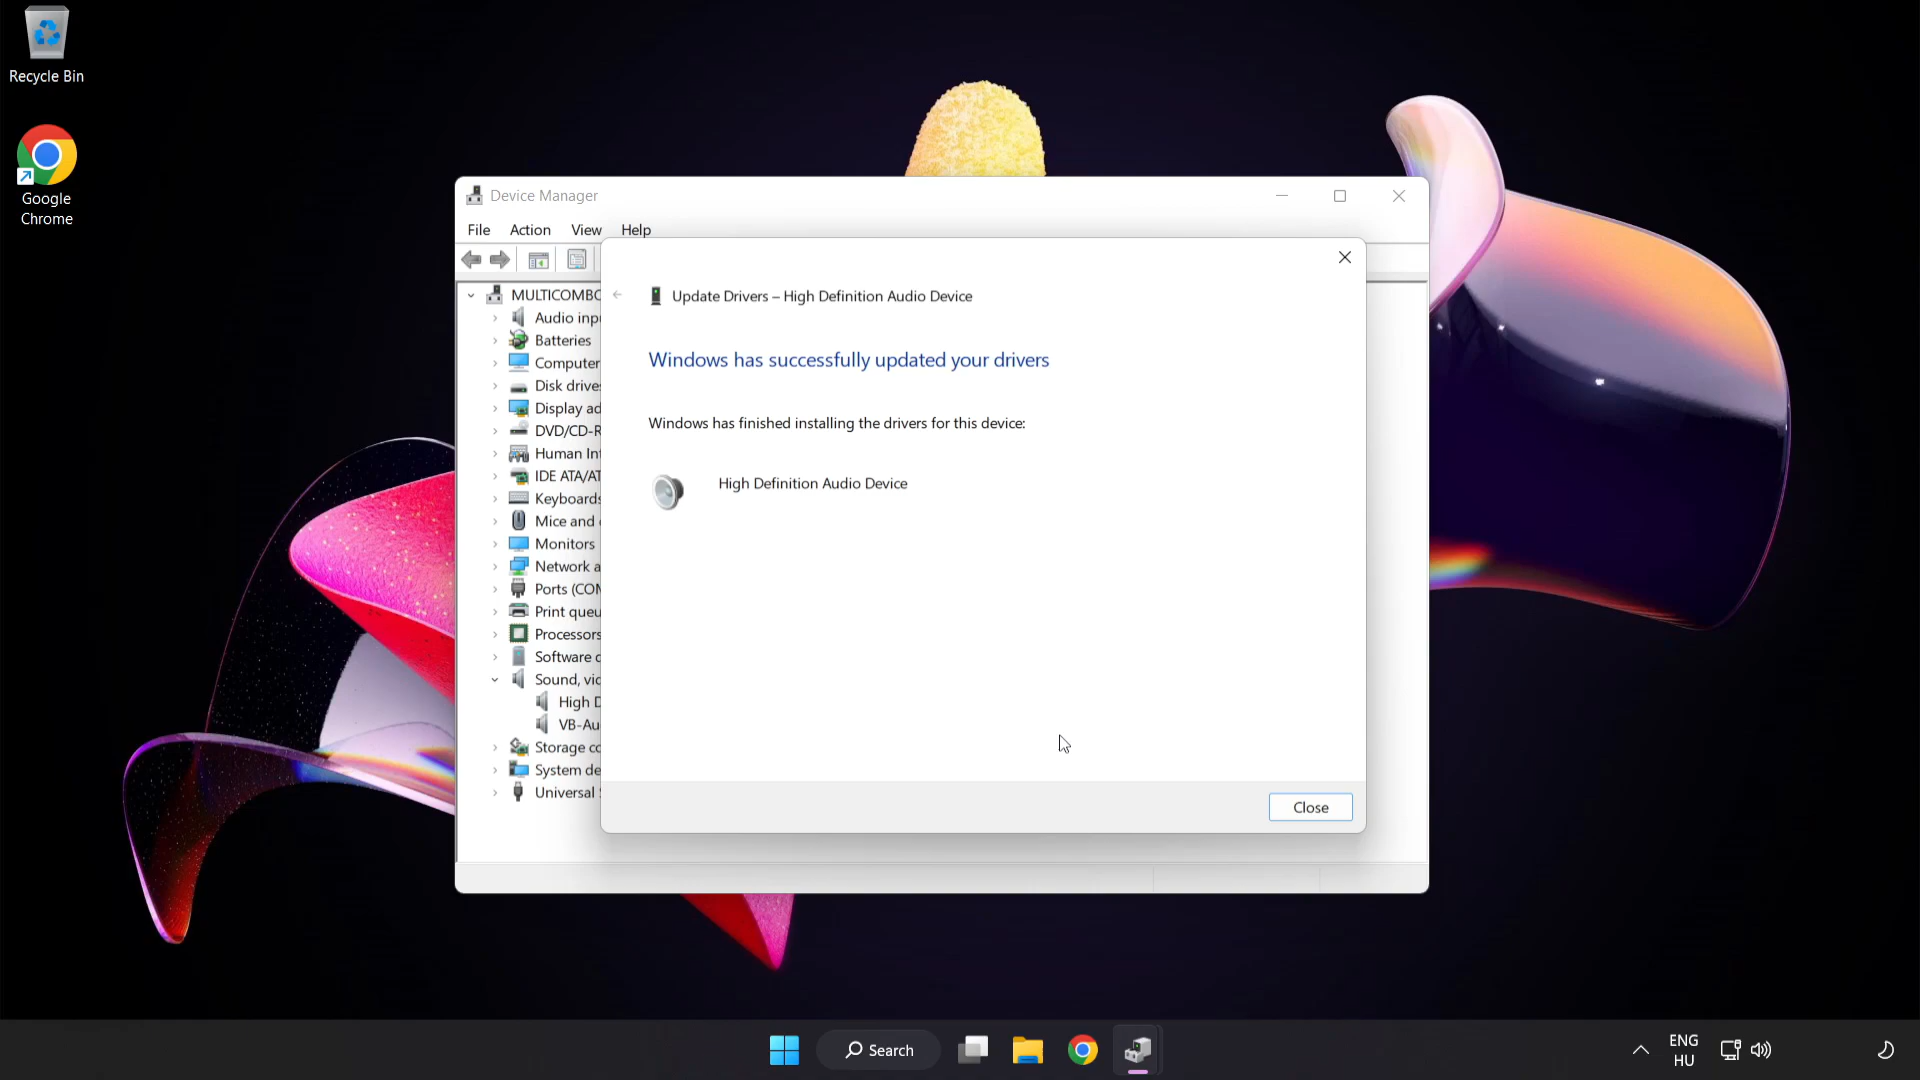 Recycle Bin
Google
Chrome
Device Manager
File Action View Help
Update Drivers – High Definition Audio Device
Windows has successfully updated your drivers
Windows has finished installing the drivers for this device:
High Definition Audio Device
Close
MULTICOMBO
Audio inp
Batteries
Computer
Disk drive
Display ad
DVD/CD-R
Human In
IDE ATA/AT
Keyboards
Mice and
Monitors
Network a
Ports (COM
Print queu
Processors
Software
Sound, vi
High D
VB-Au
Storage co
System de
Universal
Search
ENG
HU